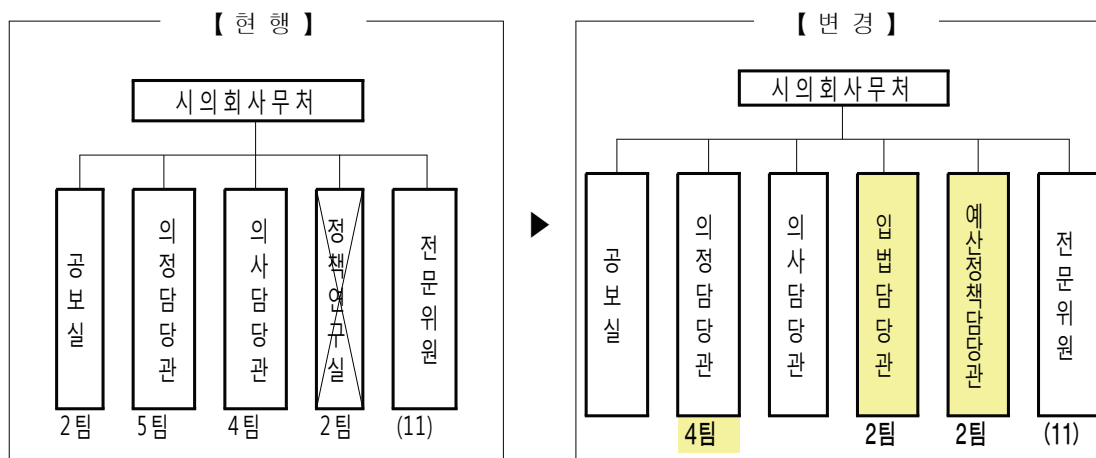 【 현 행 】
시의회사무처
공보실
의정담당관
의사담당관
정책연구실
전문위원
2팀
5팀
4팀
2팀
(11)
▶
【 변 경 】
시의회사무처
공보실
의정담당관
의사담당관
입법담당관
예산정책담당관
전문위원
4팀
2팀
2팀
(11)